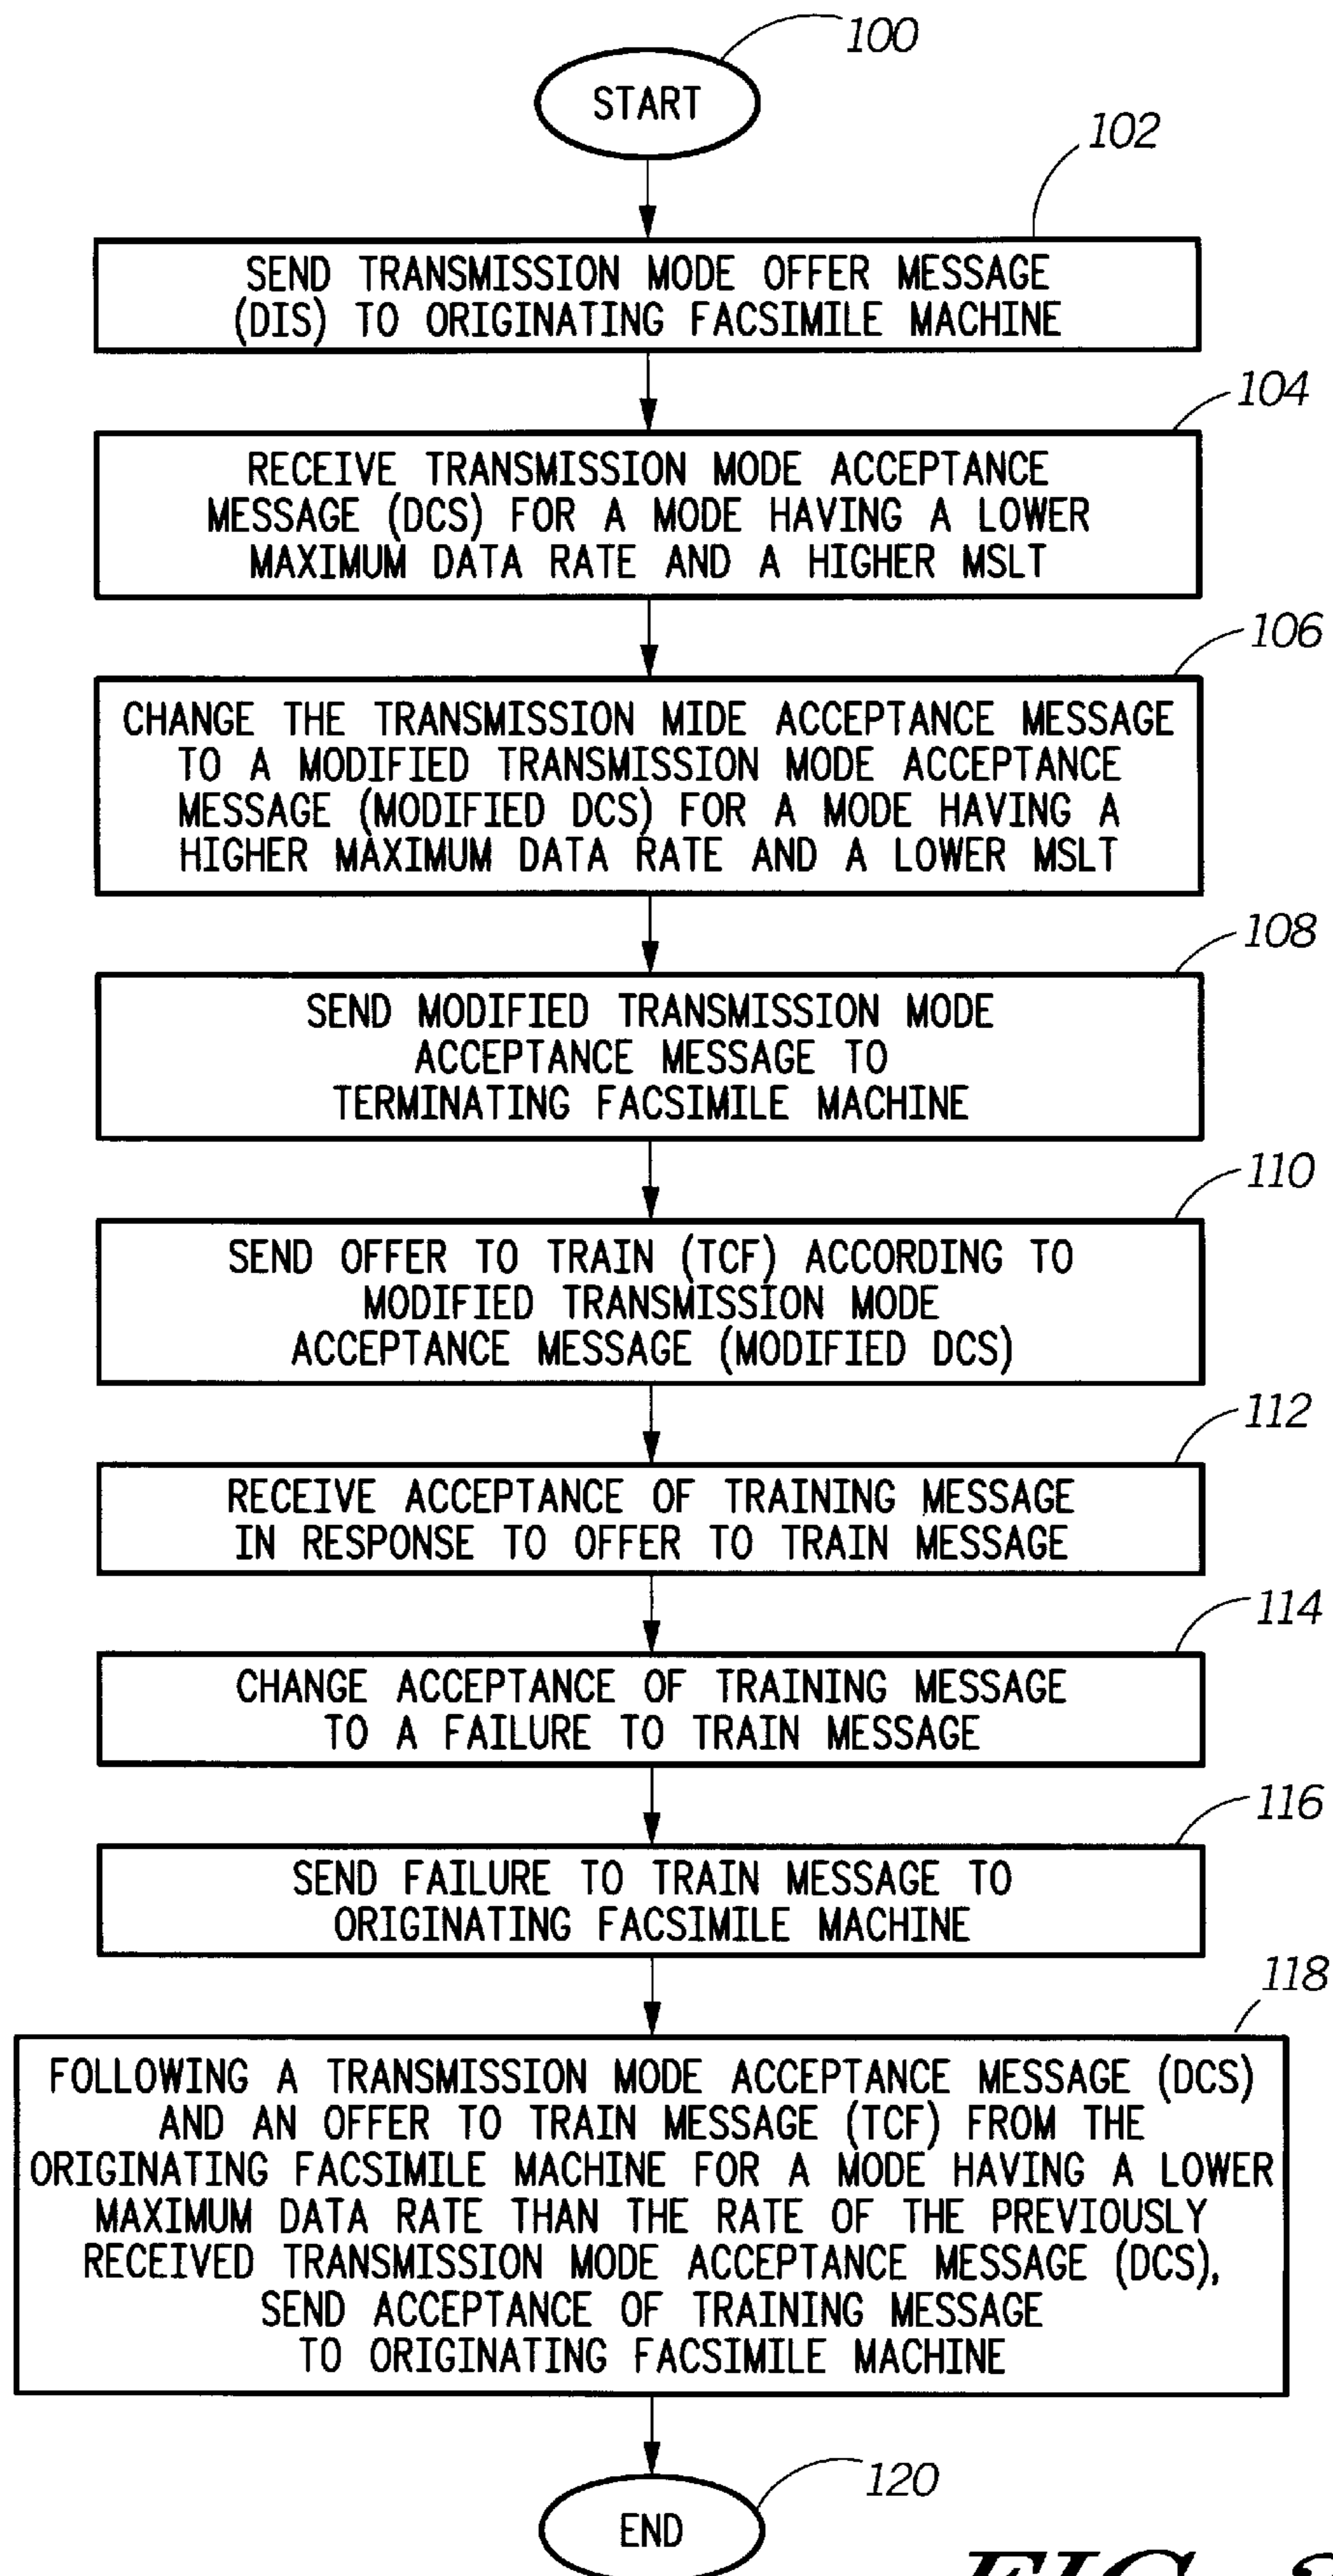 100
START
102
SEND TRANSMISSION MODE OFFER MESSAGE
(DIS) TO ORIGINATING FACSIMILE MACHINE
104
RECEIVE TRANSMISSION MODE ACCEPTANCE
MESSAGE (DCS) FOR A MODE HAVING A LOWER
MAXIMUM DATA RATE AND A HIGHER MSLT
106
CHANGE THE TRANSMISSION MIDE ACCEPTANCE MESSAGE
TO A MODIFIED TRANSMISSION MODE ACCEPTANCE
MESSAGE (MODIFIED DCS) FOR A MODE HAVING A
HIGHER MAXIMUM DATA RATE AND A LOWER MSLT
108
SEND MODIFIED TRANSMISSION MODE
ACCEPTANCE MESSAGE TO
TERMINATING FACSIMILE MACHINE
110
SEND OFFER TO TRAIN (TCF) ACCORDING TO
MODIFIED TRANSMISSION MODE
ACCEPTANCE MESSAGE (MODIFIED DCS)
112
RECEIVE ACCEPTANCE OF TRAINING MESSAGE
IN RESPONSE TO OFFER TO TRAIN MESSAGE
114
CHANGE ACCEPTANCE OF TRAINING MESSAGE
TO A FAILURE TO TRAIN MESSAGE
116
SEND FAILURE TO TRAIN MESSAGE TO
ORIGINATING FACSIMILE MACHINE
118
FOLLOWING A TRANSMISSION MODE ACCEPTANCE MESSAGE (DCS)
AND AN OFFER TO TRAIN MESSAGE (TCF) FROM THE
ORIGINATING FACSIMILE MACHINE FOR A MODE HAVING A LOWER
MAXIMUM DATA RATE THAN THE RATE OF THE PREVIOUSLY
RECEIVED TRANSMISSION MODE ACCEPTANCE MESSAGE (DCS),
SEND ACCEPTANCE OF TRAINING MESSAGE
TO ORIGINATING FACSIMILE MACHINE
120
END
FIG.